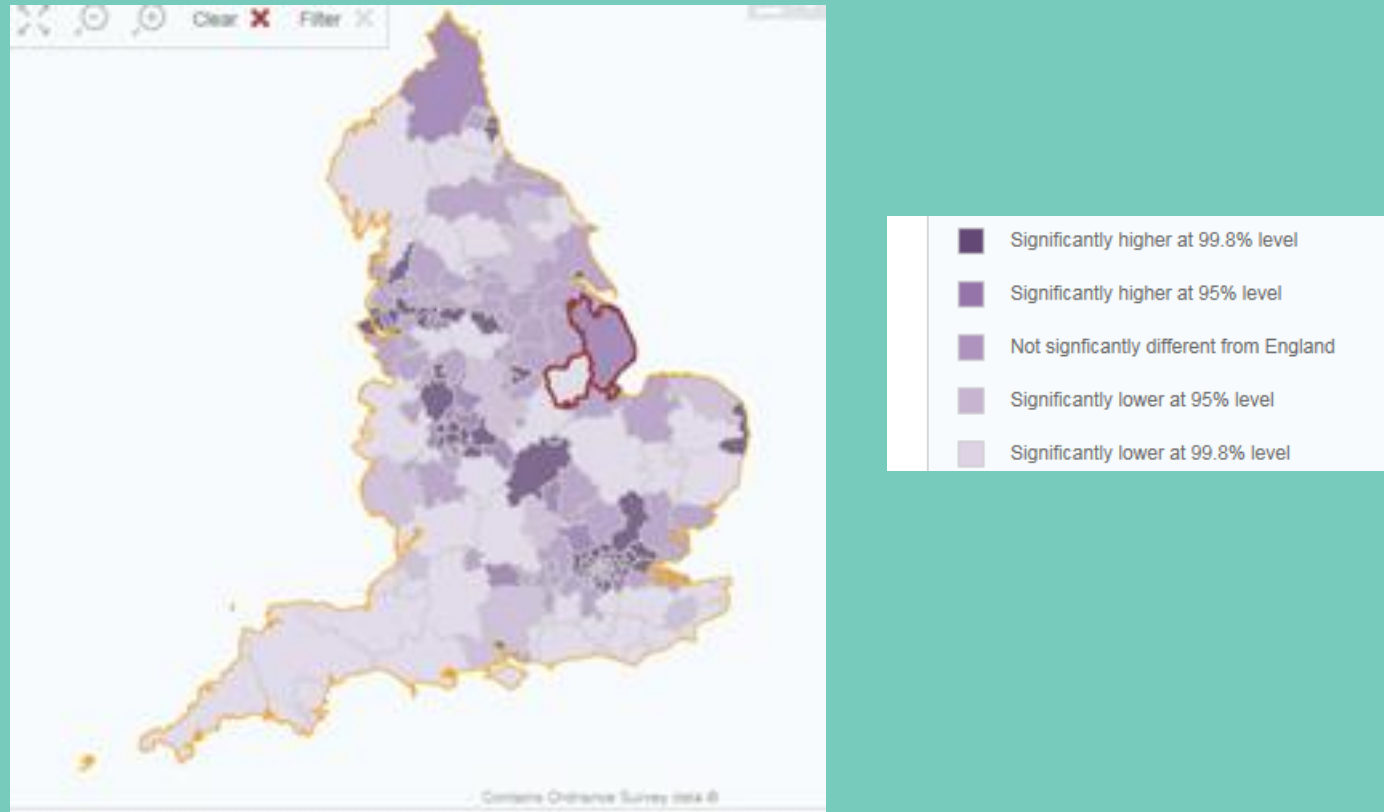 Clear Filter
Significantly higher at 99.8% level
Significantly higher at 95% level
Not signficantly different from England
Significantly lower at 95% level
Significantly lower at 99.8% level
Contains Ordnance Survey data ©